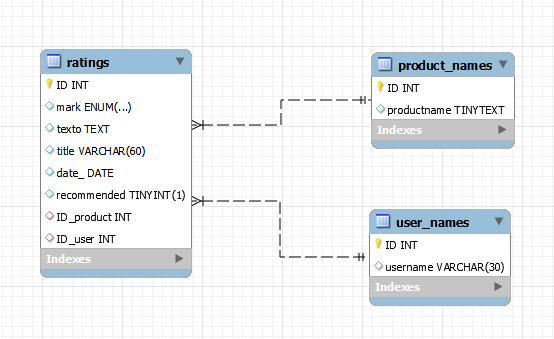 ratings
ID INT
mark ENUM(...)
texto TEXT
title VARCHAR(60)
date_ DATE
recommended TINYINT(1)
ID_product INT
ID_user INT
Indexes
product_names
ID INT
productname TINYTEXT
Indexes
user_names
ID INT
username VARCHAR(30)
Indexes